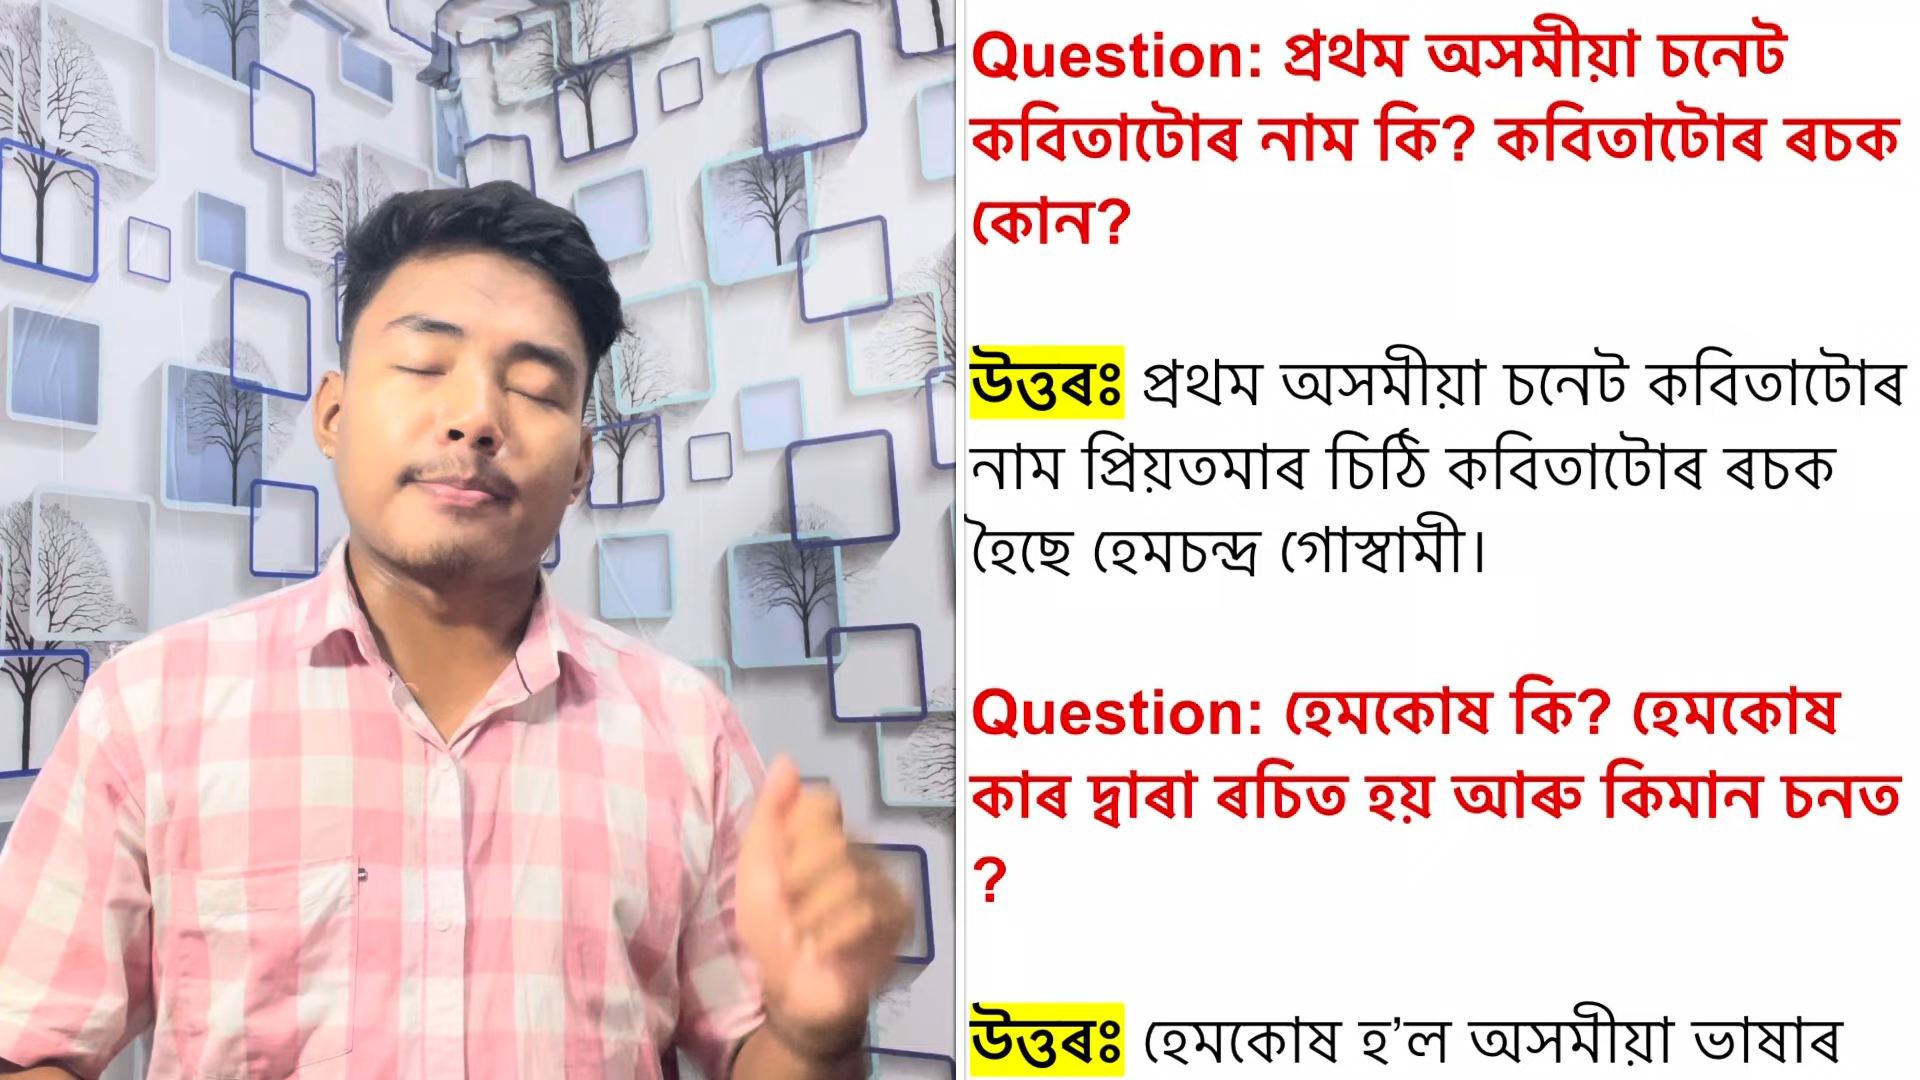 Question: প্ৰথম অসমীয়া চনেট
কবিতাটোৰ নাম কি? কবিতাটোৰ ৰচক
কোন?
উত্তৰঃ প্ৰথম অসমীয়া চনেট কবিতাটোৰ
নাম প্ৰিয়তমাৰ চিঠি কবিতাটোৰ ৰচক
হৈছে হেমচন্দ্ৰ গোস্বামী।
Question: হেমকোষ কি? হেমকোষ
কাৰ দ্বাৰা ৰচিত হয় আৰু কিমান চনত
?
উত্তৰঃ হেমকোষ হ’ল অসমীয়া ভাষাৰ